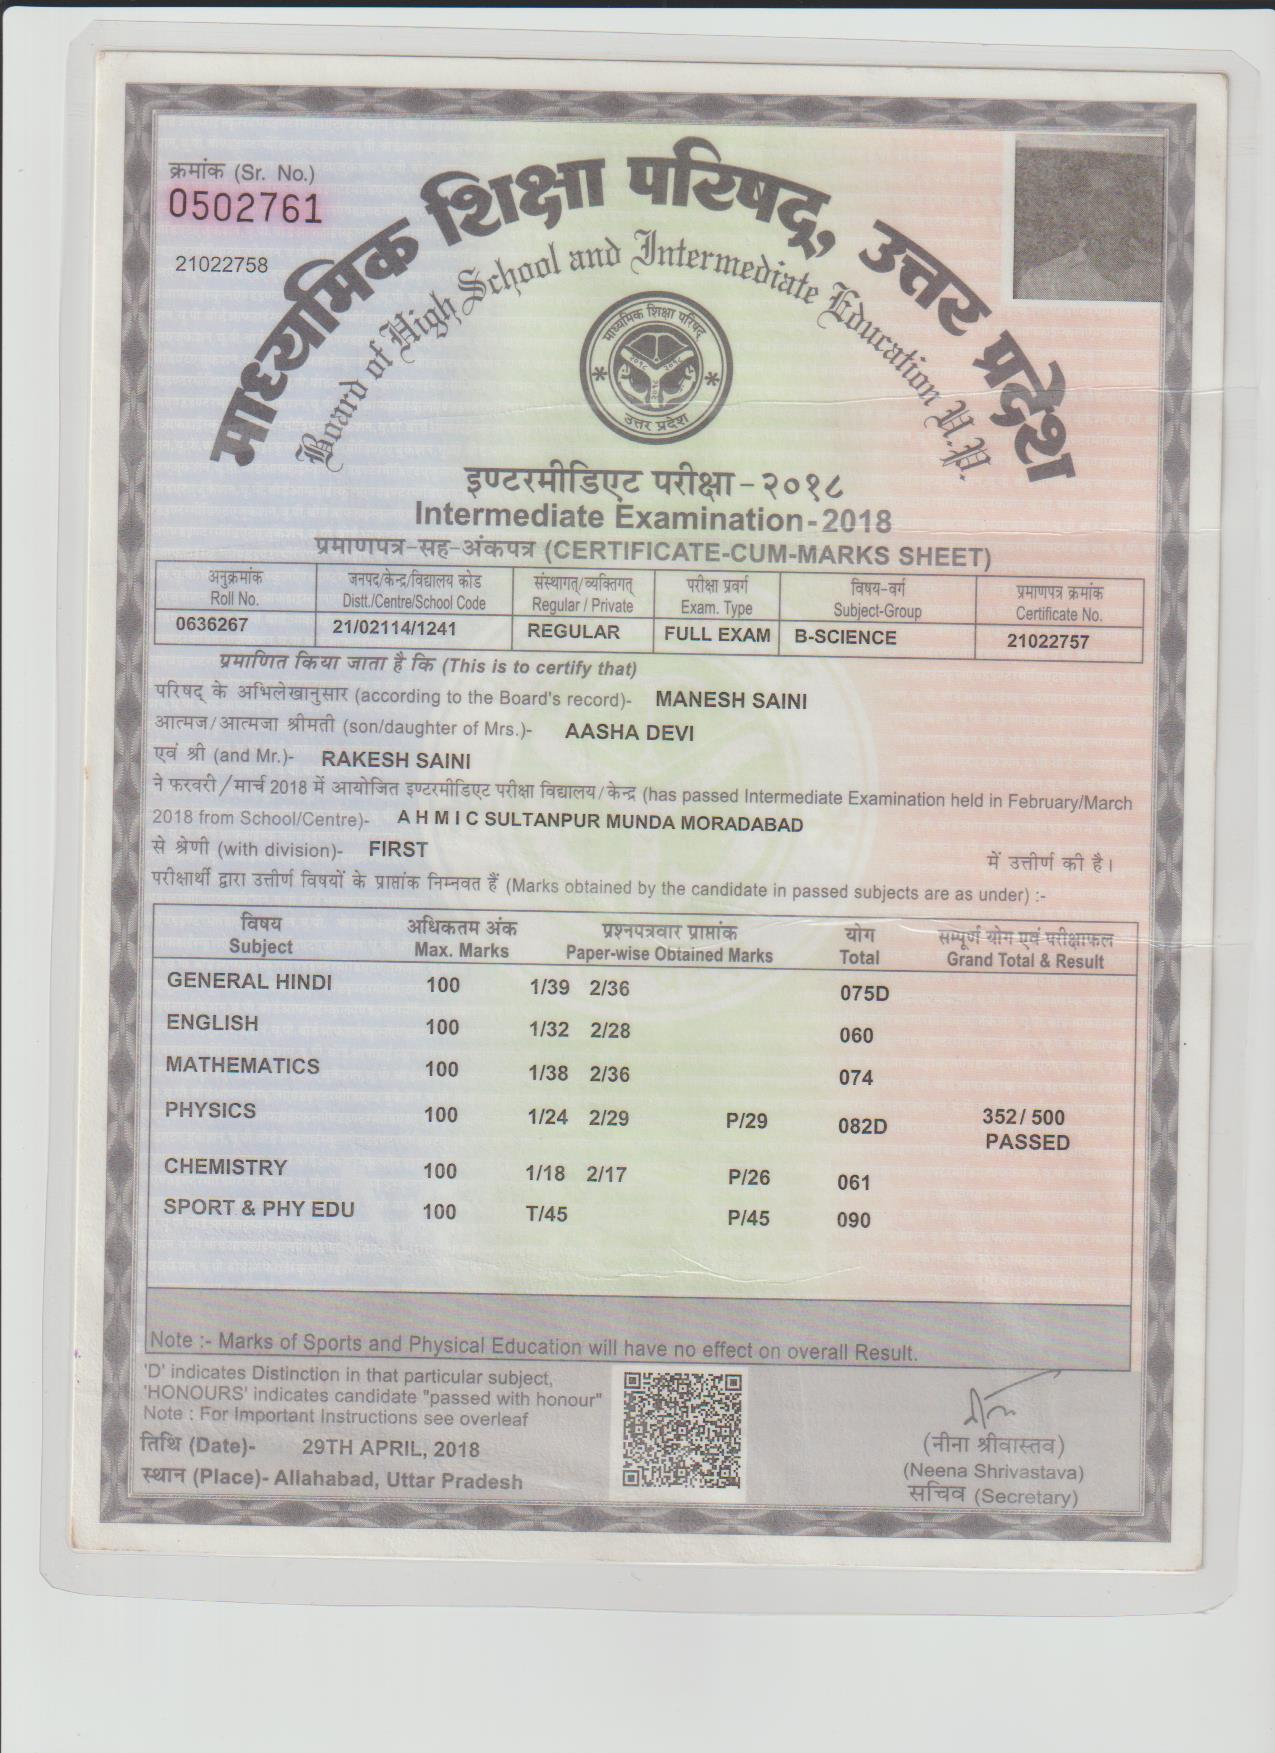 क्रमांक (Sr. No.)
0502761
21022758
माध्यमिक शिक्षा परिषद्, उत्तर प्रदेश
Board of High School and Intermediate Education U.P.
माध्यमिक शिक्षा परिषद्
उत्तर प्रदेश
इण्टरमीडिएट परीक्षा - २०१८
Intermediate Examination - 2018
प्रमाणपत्र-सह-अंकपत्र (CERTIFICATE-CUM-MARKS SHEET)
अनुक्रमांक जनपद/केन्द्र/विद्यालय कोड संस्थागत्/व्यक्तिगत् परीक्षा प्रवर्ग विषय-वर्ग प्रमाणपत्र क्रमांक
Roll No. Distt./Centre/School Code Regular / Private Exam. Type Subject-Group Certificate No.
0636267 21/02114/1241 REGULAR FULL EXAM B-SCIENCE 21022757
प्रमाणित किया जाता है कि (This is to certify that)
परिषद् के अभिलेखानुसार (according to the Board's record)- MANESH SAINI
आत्मज/आत्मजा श्रीमती (son/daughter of Mrs.)- AASHA DEVI
एवं श्री (and Mr.)- RAKESH SAINI
ने फरवरी/मार्च 2018 में आयोजित इण्टरमीडिएट परीक्षा विद्यालय/केन्द्र (has passed Intermediate Examination held in February/March
2018 from School/Centre)- A H M I C SULTANPUR MUNDA MORADABAD
से श्रेणी (with division)- FIRST में उत्तीर्ण की है।
परीक्षार्थी द्वारा उत्तीर्ण विषयों के प्राप्तांक निम्नवत हैं (Marks obtained by the candidate in passed subjects are as under) :-
विषय अधिकतम अंक प्रश्नपत्रवार प्राप्तांक योग सम्पूर्ण योग एवं परीक्षाफल
Subject Max. Marks Paper-wise Obtained Marks Total Grand Total & Result
GENERAL HINDI 100 1/39 2/36 075D
ENGLISH 100 1/32 2/28 060
MATHEMATICS 100 1/38 2/36 074
PHYSICS 100 1/24 2/29 P/29 082D 352/ 500
PASSED
CHEMISTRY 100 1/18 2/17 P/26 061
SPORT & PHY EDU 100 T/45 P/45 090
Note :- Marks of Sports and Physical Education will have no effect on overall Result.
'D' indicates Distinction in that particular subject,
'HONOURS' indicates candidate "passed with honour"
Note : For Important Instructions see overleaf
तिथि (Date)- 29TH APRIL, 2018
स्थान (Place)- Allahabad, Uttar Pradesh
(नीना श्रीवास्तव)
(Neena Shrivastava)
सचिव (Secretary)